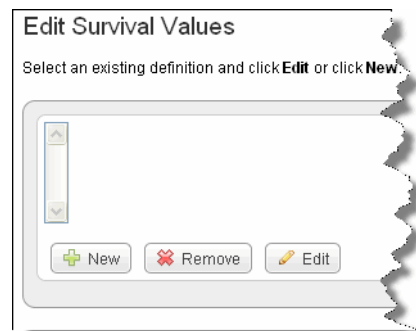 Edit Survival Values
Select an existing definition and click Edit or click New.
New Remove Edit